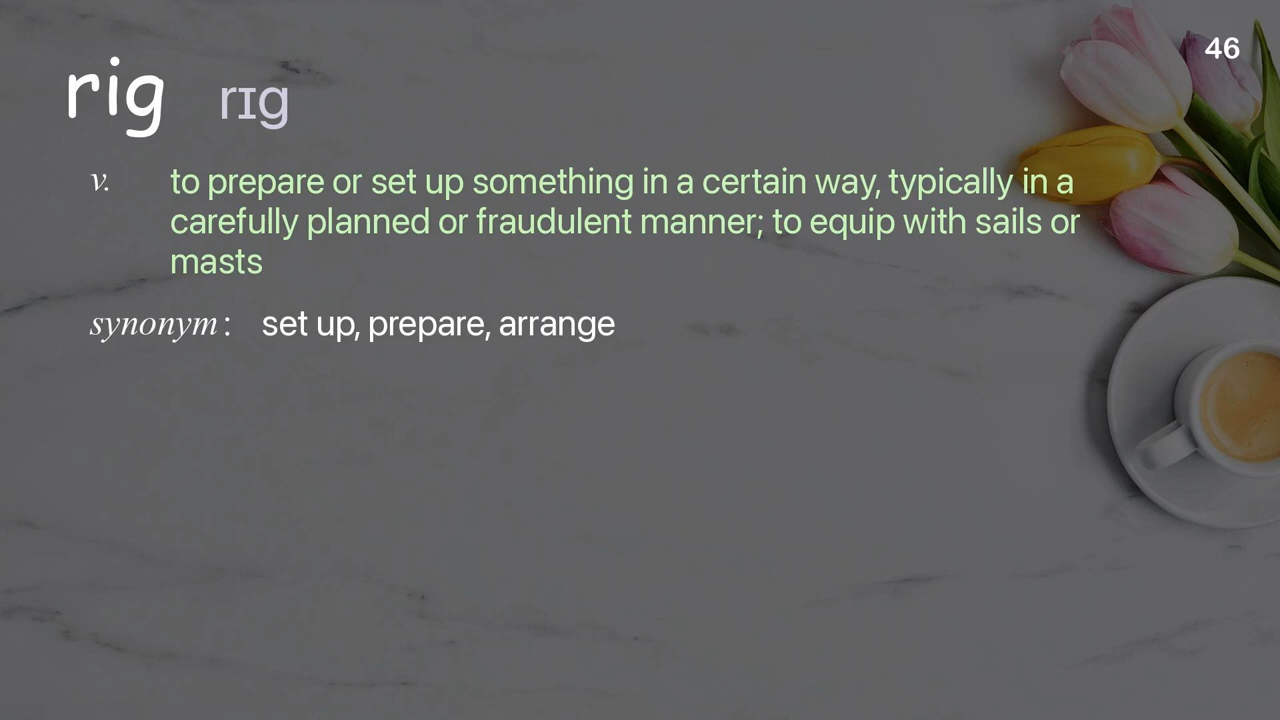 46
rig rɪg
v. to prepare or set up something in a certain way, typically in a
carefully planned or fraudulent manner; to equip with sails or
masts
synonym: set up, prepare, arrange